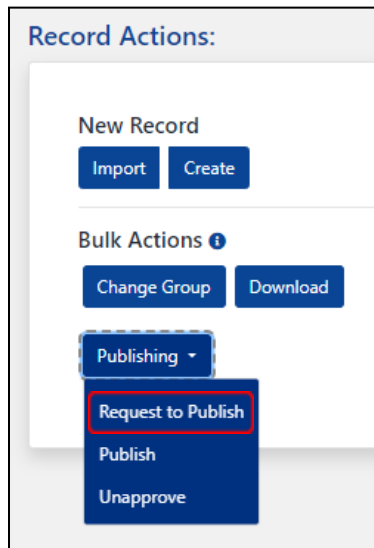 Record Actions:
New Record
Import Create
Bulk Actions
Change Group Download
Publishing
Request to Publish
Publish
Unapprove